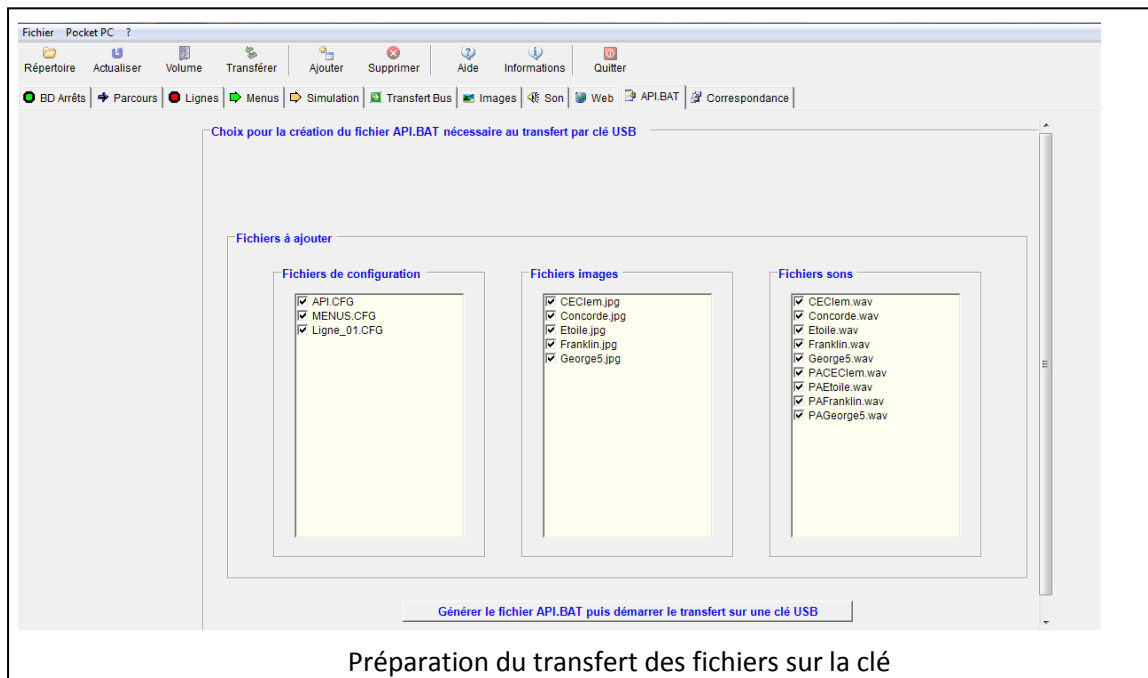 Fichier Pocket PC ?
Répertoire Actualiser Volume Transférer Ajouter Supprimer Aide Informations Quitter
BD Arrêts Parcours Lignes Menus Simulation Transfert Bus Images Son Web API.BAT Correspondance
Choix pour la création du fichier API.BAT nécessaire au transfert par clé USB
Fichiers à ajouter
Fichiers de configuration
API.CFG
MENUS.CFG
Ligne_01.CFG
Fichiers images
CEClem.jpg
Concorde.jpg
Etoile.jpg
Franklin.jpg
George5.jpg
Fichiers sons
CEClem.wav
Concorde.wav
Etoile.wav
Franklin.wav
George5.wav
PACEClem.wav
PAEtoile.wav
PAFranklin.wav
PAGeorge5.wav
Générer le fichier API.BAT puis démarrer le transfert sur une clé USB
Préparation du transfert des fichiers sur la clé